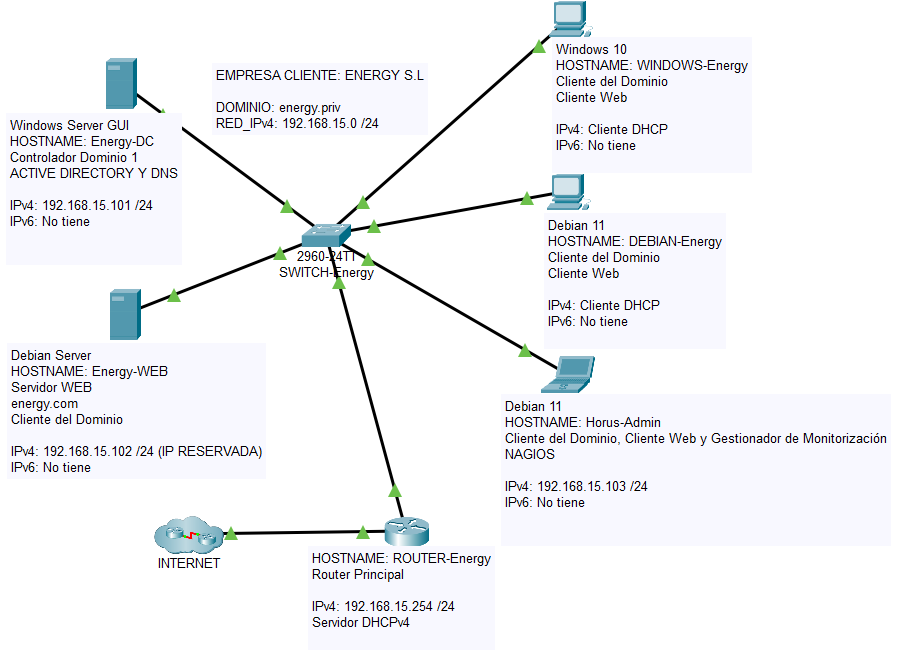 EMPRESA CLIENTE: ENERGY S.L
DOMINIO: energy.priv
RED_IPv4: 192.168.15.0 /24
Windows 10
HOSTNAME: WINDOWS-Energy
Cliente del Dominio
Cliente Web
IPv4: Cliente DHCP
IPv6: No tiene
Windows Server GUI
HOSTNAME: Energy-DC
Controlador Dominio 1
ACTIVE DIRECTORY Y DNS
IPv4: 192.168.15.101 /24
IPv6: No tiene
Debian 11
HOSTNAME: DEBIAN-Energy
Cliente del Dominio
Cliente Web
IPv4: Cliente DHCP
IPv6: No tiene
2960-24TT
SWITCH-Energy
Debian Server
HOSTNAME: Energy-WEB
Servidor WEB
energy.com
Cliente del Dominio
IPv4: 192.168.15.102 /24 (IP RESERVADA)
IPv6: No tiene
Debian 11
HOSTNAME: Horus-Admin
Cliente del Dominio, Cliente Web y Gestionador de Monitorización
NAGIOS
IPv4: 192.168.15.103 /24
IPv6: No tiene
INTERNET
HOSTNAME: ROUTER-Energy
Router Principal
IPv4: 192.168.15.254 /24
Servidor DHCPv4